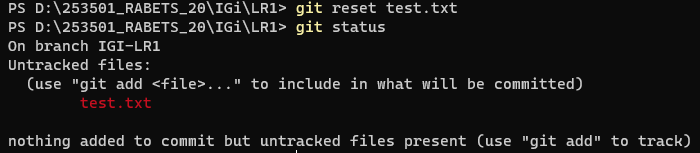 PS D:\253501_RABETS_20\IGi\LR1> git reset test.txt
PS D:\253501_RABETS_20\IGi\LR1> git status
On branch IGI-LR1
Untracked files:
  (use "git add <file>..." to include in what will be committed)
        test.txt

nothing added to commit but untracked files present (use "git add" to track)